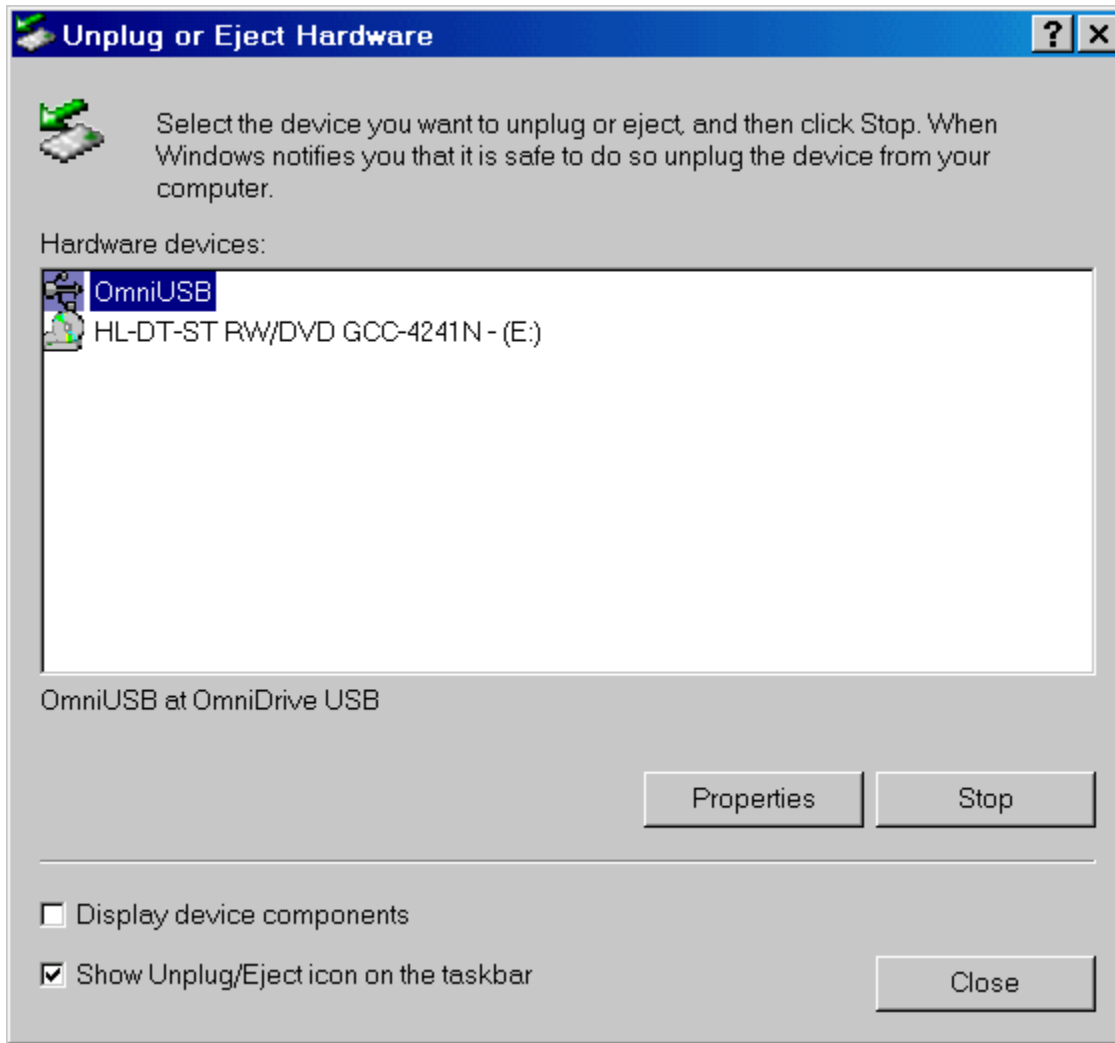 Unplug or Eject Hardware
Select the device you want to unplug or eject, and then click Stop. When
Windows notifies you that it is safe to do so unplug the device from your
computer.
Hardware devices:
OmniUSB
HL-DT-ST RW/DVD GCC-4241N - (E:)
OmniUSB at OmniDrive USB
Properties
Stop
Display device components
Show Unplug/Eject icon on the taskbar
Close